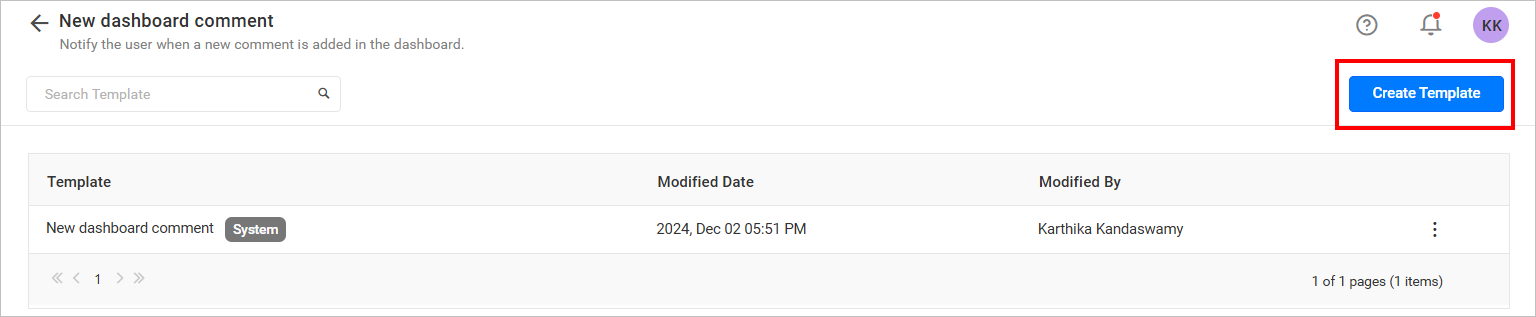 New dashboard comment
Notify the user when a new comment is added in the dashboard.
KK
Search Template
Create Template
Template Modified Date Modified By
New dashboard comment System 2024, Dec 02 05:51 PM Karthika Kandaswamy
1 1 of 1 pages (1 items)